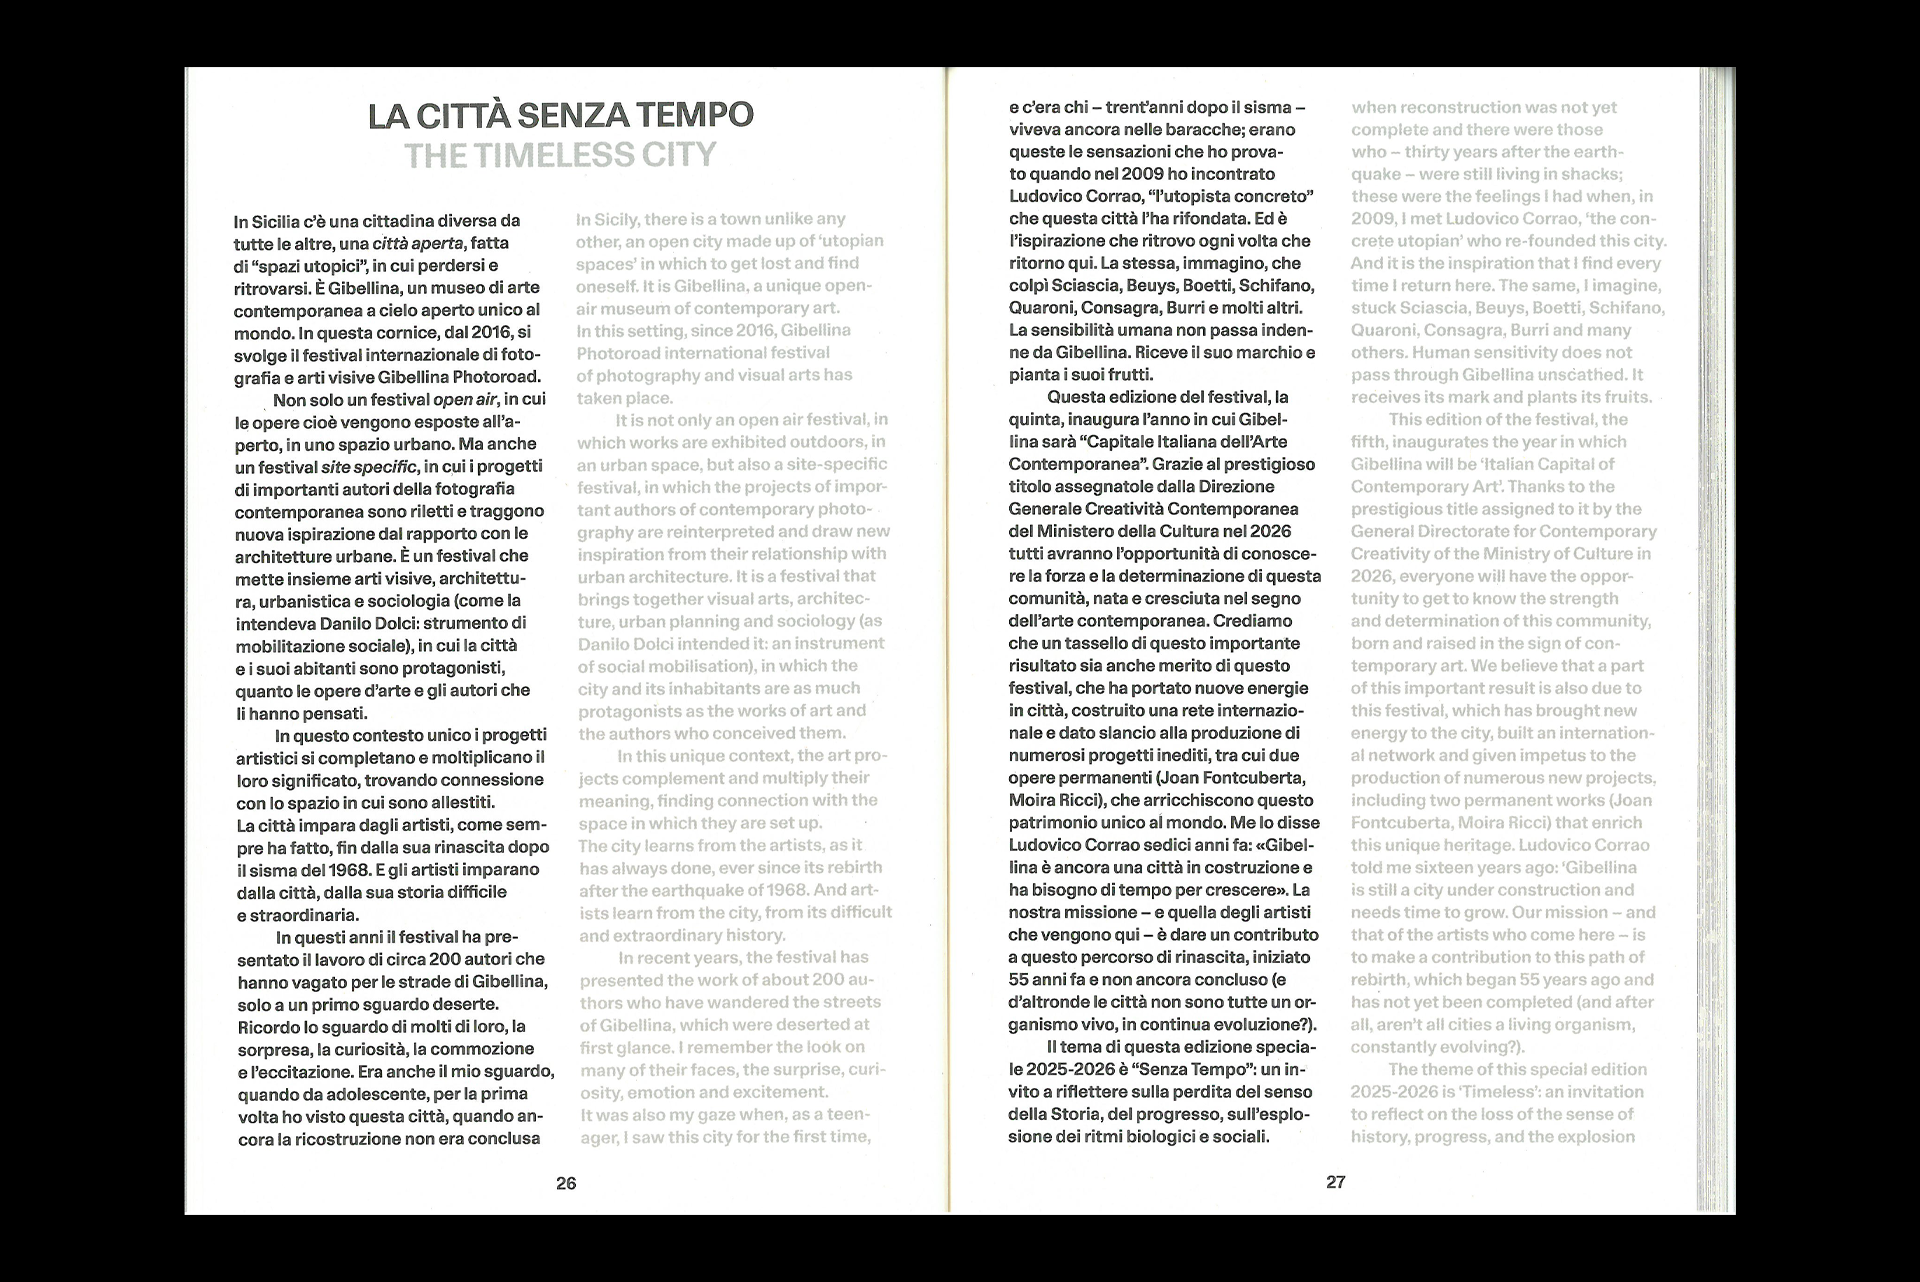 LA CITTÀ SENZA TEMPO
THE TIMELESS CITY
In Sicilia c’è una cittadina diversa da
tutte le altre, una città aperta, fatta
di “spazi utopici”, in cui perdersi e
ritrovarsi. È Gibellina, un museo di arte
contemporanea a cielo aperto unico al
mondo. In questa cornice, dal 2016, si
svolge il festival internazionale di foto-
grafia e arti visive Gibellina Photoroad.
Non solo un festival open air, in cui
le opere cioè vengono esposte all’a-
perto, in uno spazio urbano. Ma anche
un festival site specific, in cui i progetti
di importanti autori della fotografia
contemporanea sono riletti e traggono
nuova ispirazione dal rapporto con le
architetture urbane. È un festival che
mette insieme arti visive, architettu-
ra, urbanistica e sociologia (come la
intendeva Danilo Dolci: strumento di
mobilitazione sociale), in cui la città
e i suoi abitanti sono protagonisti,
quanto le opere d’arte e gli autori che
li hanno pensati.
In questo contesto unico i progetti
artistici si completano e moltiplicano il
loro significato, trovando connessione
con lo spazio in cui sono allestiti.
La città impara dagli artisti, come sem-
pre ha fatto, fin dalla sua rinascita dopo
il sisma del 1968. E gli artisti imparano
dalla città, dalla sua storia difficile
e straordinaria.
In questi anni il festival ha pre-
sentato il lavoro di circa 200 autori che
hanno vagato per le strade di Gibellina,
solo a un primo sguardo deserte.
Ricordo lo sguardo di molti di loro, la
sorpresa, la curiosità, la commozione
e l’eccitazione. Era anche il mio sguardo,
quando da adolescente, per la prima
volta ho visto questa città, quando an-
cora la ricostruzione non era conclusa
In Sicily, there is a town unlike any
other, an open city made up of ‘utopian
spaces’ in which to get lost and find
oneself. It is Gibellina, a unique open-
air museum of contemporary art.
In this setting, since 2016, Gibellina
Photoroad international festival
of photography and visual arts has
taken place.
It is not only an open air festival, in
which works are exhibited outdoors, in
an urban space, but also a site-specific
festival, in which the projects of impor-
tant authors of contemporary photo-
graphy are reinterpreted and draw new
inspiration from their relationship with
urban architecture. It is a festival that
brings together visual arts, architec-
ture, urban planning and sociology (as
Danilo Dolci intended it: an instrument
of social mobilisation), in which the
city and its inhabitants are as much
protagonists as the works of art and
the authors who conceived them.
In this unique context, the art pro-
jects complement and multiply their
meaning, finding connection with the
space in which they are set up.
The city learns from the artists, as it
has always done, ever since its rebirth
after the earthquake of 1968. And art-
ists learn from the city, from its difficult
and extraordinary history.
In recent years, the festival has
presented the work of about 200 au-
thors who have wandered the streets
of Gibellina, which were deserted at
first glance. I remember the look on
many of their faces, the surprise, curi-
osity, emotion and excitement.
It was also my gaze when, as a teen-
ager, I saw this city for the first time,
26
e c’era chi – trent’anni dopo il sisma –
viveva ancora nelle baracche; erano
queste le sensazioni che ho prova-
to quando nel 2009 ho incontrato
Ludovico Corrao, “l’utopista concreto”
che questa città l’ha rifondata. Ed è
l’ispirazione che ritrovo ogni volta che
ritorno qui. La stessa, immagino, che
colpì Sciascia, Beuys, Boetti, Schifano,
Quaroni, Consagra, Burri e molti altri.
La sensibilità umana non passa inden-
ne da Gibellina. Riceve il suo marchio e
pianta i suoi frutti.
Questa edizione del festival, la
quinta, inaugura l’anno in cui Gibel-
lina sarà “Capitale Italiana dell’Arte
Contemporanea”. Grazie al prestigioso
titolo assegnatole dalla Direzione
Generale Creatività Contemporanea
del Ministero della Cultura nel 2026
tutti avranno l’opportunità di conosce-
re la forza e la determinazione di questa
comunità, nata e cresciuta nel segno
dell’arte contemporanea. Crediamo
che un tassello di questo importante
risultato sia anche merito di questo
festival, che ha portato nuove energie
in città, costruito una rete internazio-
nale e dato slancio alla produzione di
numerosi progetti inediti, tra cui due
opere permanenti (Joan Fontcuberta,
Moira Ricci), che arricchiscono questo
patrimonio unico al mondo. Me lo disse
Ludovico Corrao sedici anni fa: «Gibel-
lina è ancora una città in costruzione e
ha bisogno di tempo per crescere». La
nostra missione – e quella degli artisti
che vengono qui – è dare un contributo
a questo percorso di rinascita, iniziato
55 anni fa e non ancora concluso (e
d’altronde le città non sono tutte un or-
ganismo vivo, in continua evoluzione?).
Il tema di questa edizione specia-
le 2025-2026 è “Senza Tempo”: un in-
vito a riflettere sulla perdita del senso
della Storia, del progresso, sull’esplo-
sione dei ritmi biologici e sociali.
when reconstruction was not yet
complete and there were those
who – thirty years after the earth-
quake – were still living in shacks;
these were the feelings I had when, in
2009, I met Ludovico Corrao, ‘the con-
crete utopian’ who re-founded this city.
And it is the inspiration that I find every
time I return here. The same, I imagine,
stuck Sciascia, Beuys, Boetti, Schifano,
Quaroni, Consagra, Burri and many
others. Human sensitivity does not
pass through Gibellina unscathed. It
receives its mark and plants its fruits.
This edition of the festival, the
fifth, inaugurates the year in which
Gibellina will be ‘Italian Capital of
Contemporary Art’. Thanks to the
prestigious title assigned to it by the
General Directorate for Contemporary
Creativity of the Ministry of Culture in
2026, everyone will have the oppor-
tunity to get to know the strength
and determination of this community,
born and raised in the sign of con-
temporary art. We believe that a part
of this important result is also due to
this festival, which has brought new
energy to the city, built an internation-
al network and given impetus to the
production of numerous new projects,
including two permanent works (Joan
Fontcuberta, Moira Ricci) that enrich
this unique heritage. Ludovico Corrao
told me sixteen years ago: ‘Gibellina
is still a city under construction and
needs time to grow. Our mission – and
that of the artists who come here – is
to make a contribution to this path of
rebirth, which began 55 years ago and
has not yet been completed (and after
all, aren’t all cities a living organism,
constantly evolving?).
The theme of this special edition
2025-2026 is ‘Timeless’: an invitation
to reflect on the loss of the sense of
history, progress, and the explosion
27